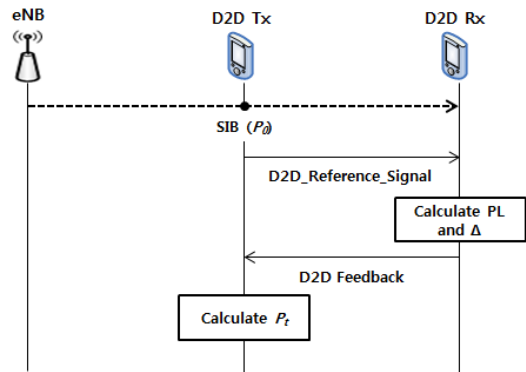 eNB
D2D Tx
D2D Rx
SIB (P₀)
D2D_Reference_Signal
Calculate PL
and Δ
D2D Feedback
Calculate Pₜ